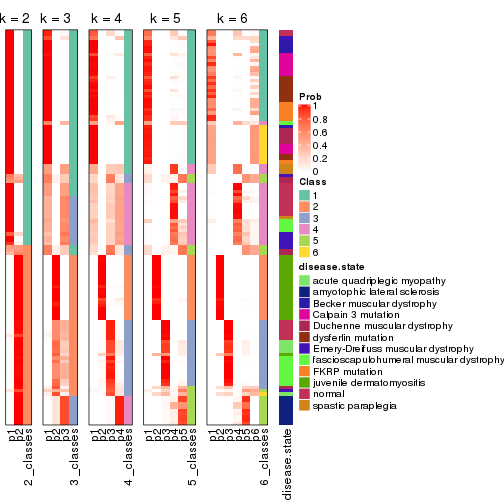 k = 2 k = 3 k = 4 k = 5 k = 6
Prob
1
0.8
0.6
0.4
0.2
0
Class
1
2
3
4
5
6
disease.state
acute quadriplegic myopathy
amyotophic lateral sclerosis
Becker muscular dystrophy
Calpain 3 mutation
Duchenne muscular dystrophy
dysferlin mutation
Emery-Dreifuss muscular dystrophy
fascioscapulohumeral muscular dystrophy
FKRP mutation
juvenile dermatomyositis
normal
spastic paraplegia
p1
p2
2_classes
p1
p2
p3
3_classes
p1
p2
p3
p4
4_classes
p1
p2
p3
p4
p5
5_classes
p1
p2
p3
p4
p5
p6
6_classes
disease.state